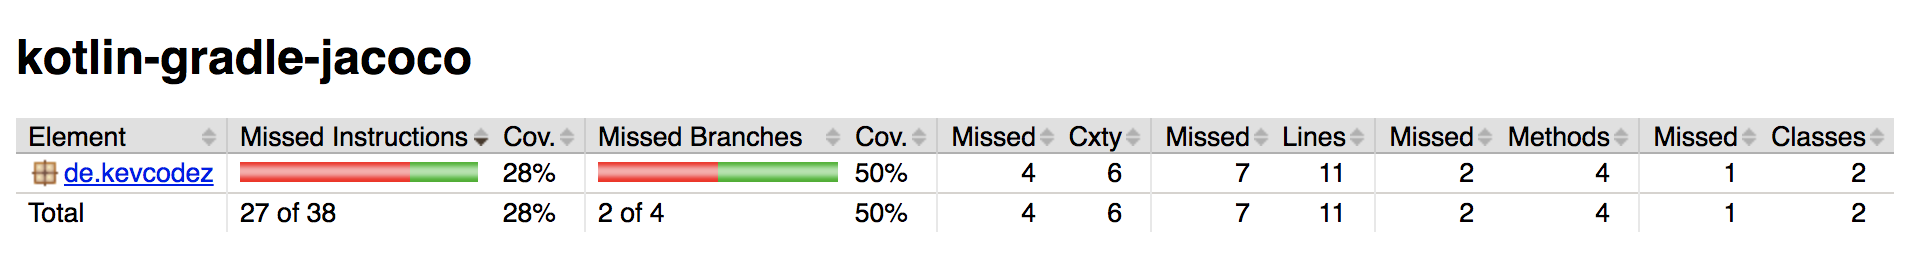 kotlin-gradle-jacoco
Element Missed Instructions Cov. Missed Branches Cov. Missed Cxty Missed Lines Missed Methods Missed Classes
de.kevcodez 28% 50% 4 6 7 11 2 4 1 2
Total 27 of 38 28% 2 of 4 50% 4 6 7 11 2 4 1 2